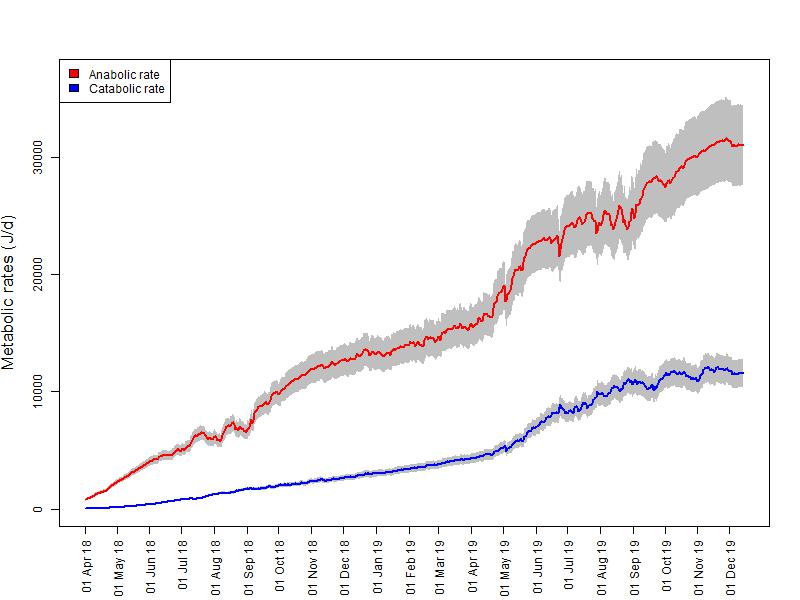 Anabolic rate
Catabolic rate
Metabolic rates (J/d)
30000
20000
10000
0
01 Apr 18
01 May 18
01 Jun 18
01 Jul 18
01 Aug 18
01 Sep 18
01 Oct 18
01 Nov 18
01 Dec 18
01 Jan 19
01 Feb 19
01 Mar 19
01 Apr 19
01 May 19
01 Jun 19
01 Jul 19
01 Aug 19
01 Sep 19
01 Oct 19
01 Nov 19
01 Dec 19